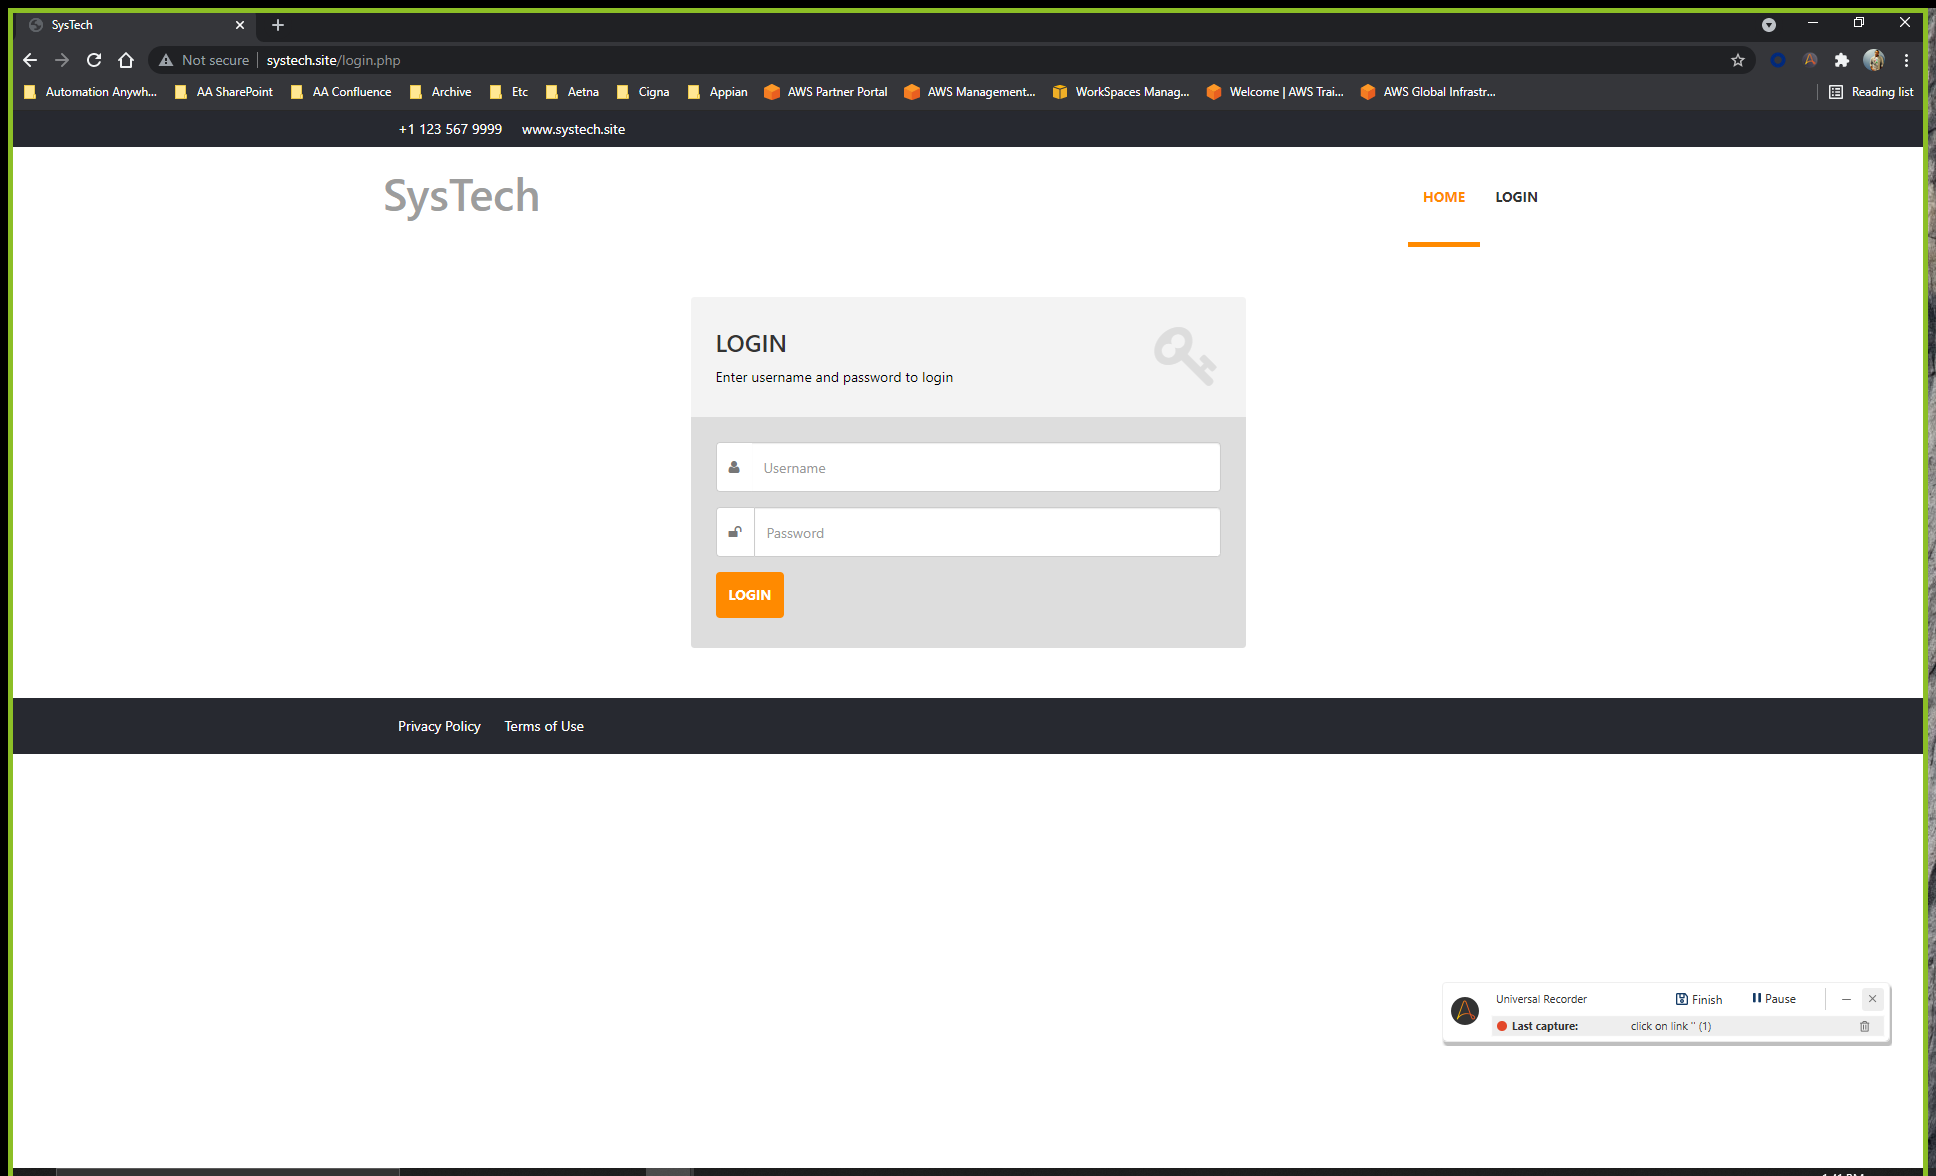 SysTech
Not secure systech.site/login.php
Automation Anywh... AA SharePoint AA Confluence Archive Etc Aetna Cigna Appian AWS Partner Portal AWS Management... WorkSpaces Manag... Welcome | AWS Trai... AWS Global Infrastr... Reading list
+1 123 567 9999 www.systech.site
SysTech
HOME LOGIN
LOGIN
Enter username and password to login
Username
Password
LOGIN
Privacy Policy Terms of Use
Universal Recorder Finish Pause
Last capture: click on link '' (1)